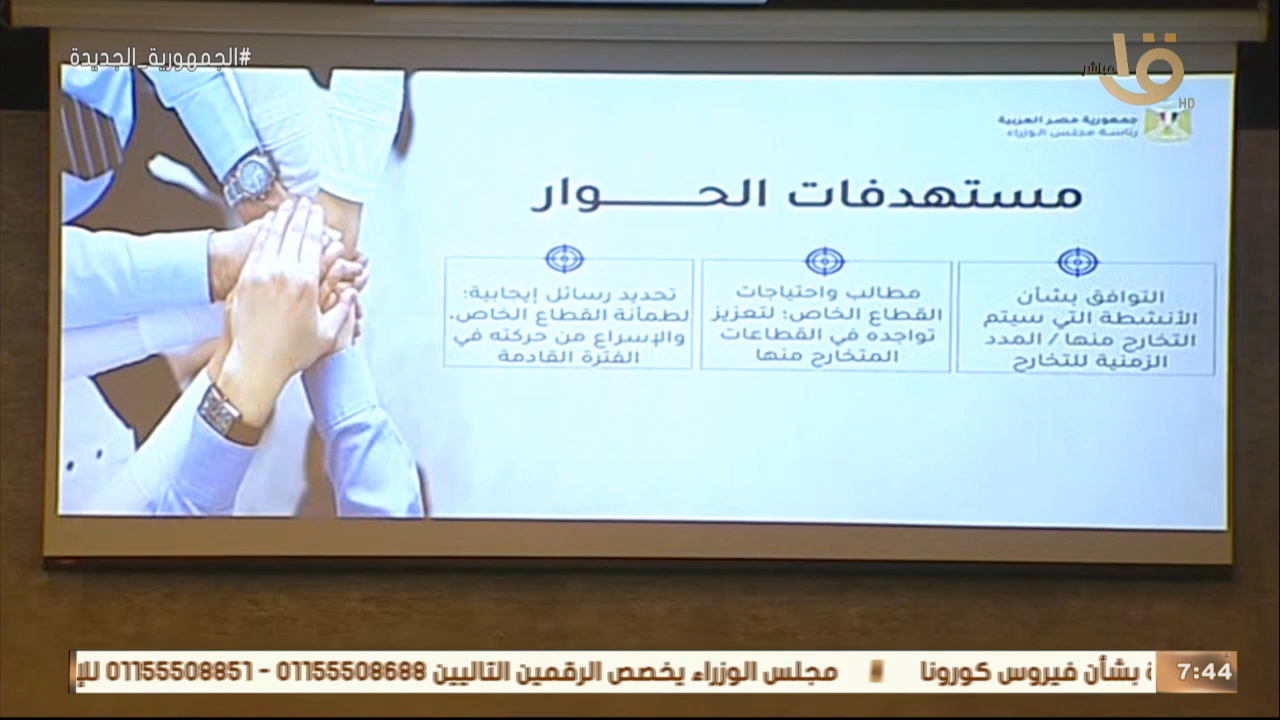 #الجمهورية_الجديدة
مباشر
HD
جمهورية مصر العربية
رئاسة مجلس الوزراء
مستهدفات الحـــــــوار
التوافق بشأن
الأنشطة التي سيتم
التخارج منها / المدد
الزمنية للتخارج
مطالب واحتياجات
القطاع الخاص: لتعزيز
تواجده في القطاعات
المتخارج منها
تحديد رسائل إيجابية:
لطمأنة القطاع الخاص.
والإسراع من حركته في
الفترة القادمة
7:44
بشأن فيروس كورونا
مجلس الوزراء يخصص الرقمين التاليين 01155508688 - 01155508851